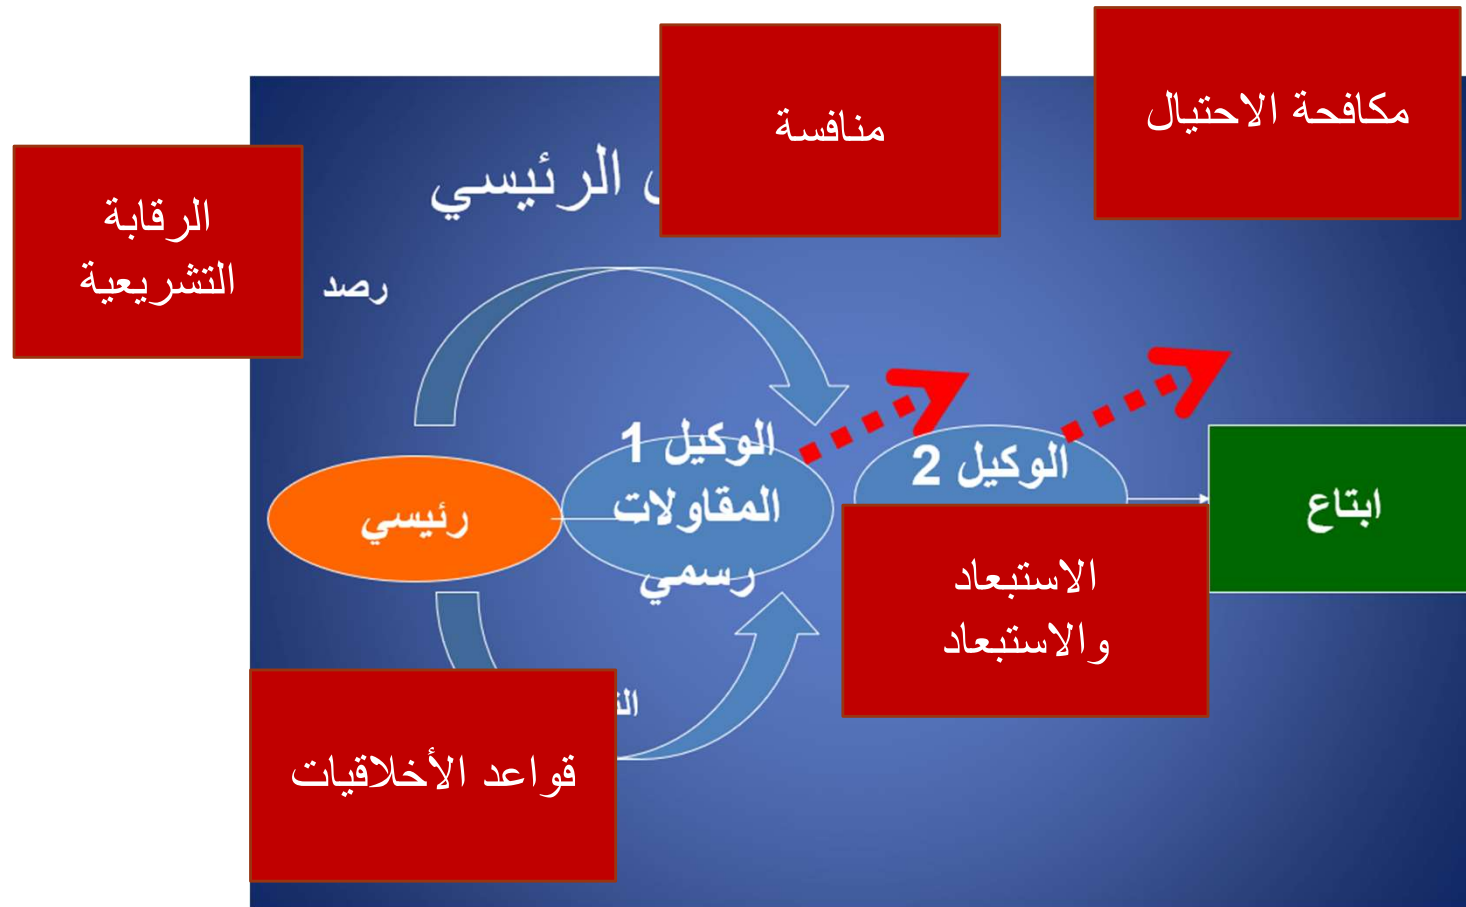 مكافحة الاحتيال
منافسة
الرئيسي
الرقابة
التشريعية
رصد
الوكيل 1
المقاولات
رسمي
الوكيل 2
رئيسي
ابتاع
الاستبعاد
والاستبعاد
قواعد الأخلاقيات